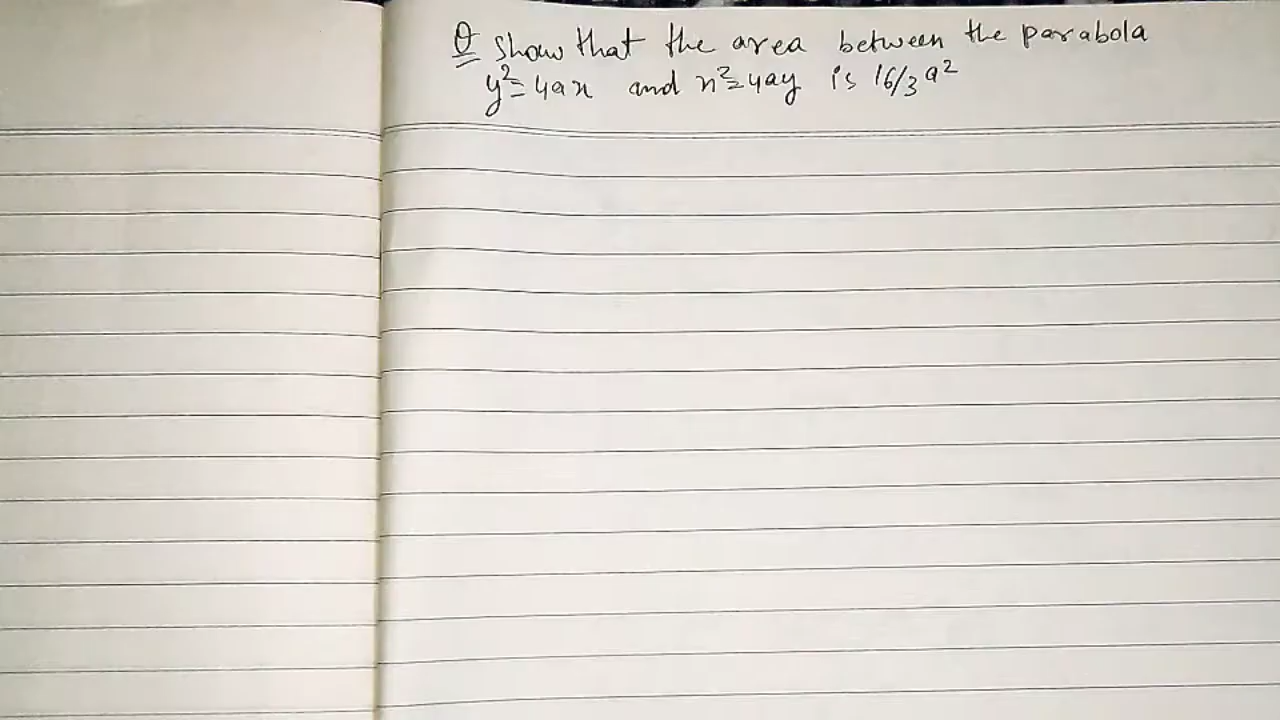 Q show that the area between the parabola
y²=4ax and x²=4ay is 16/3 a²